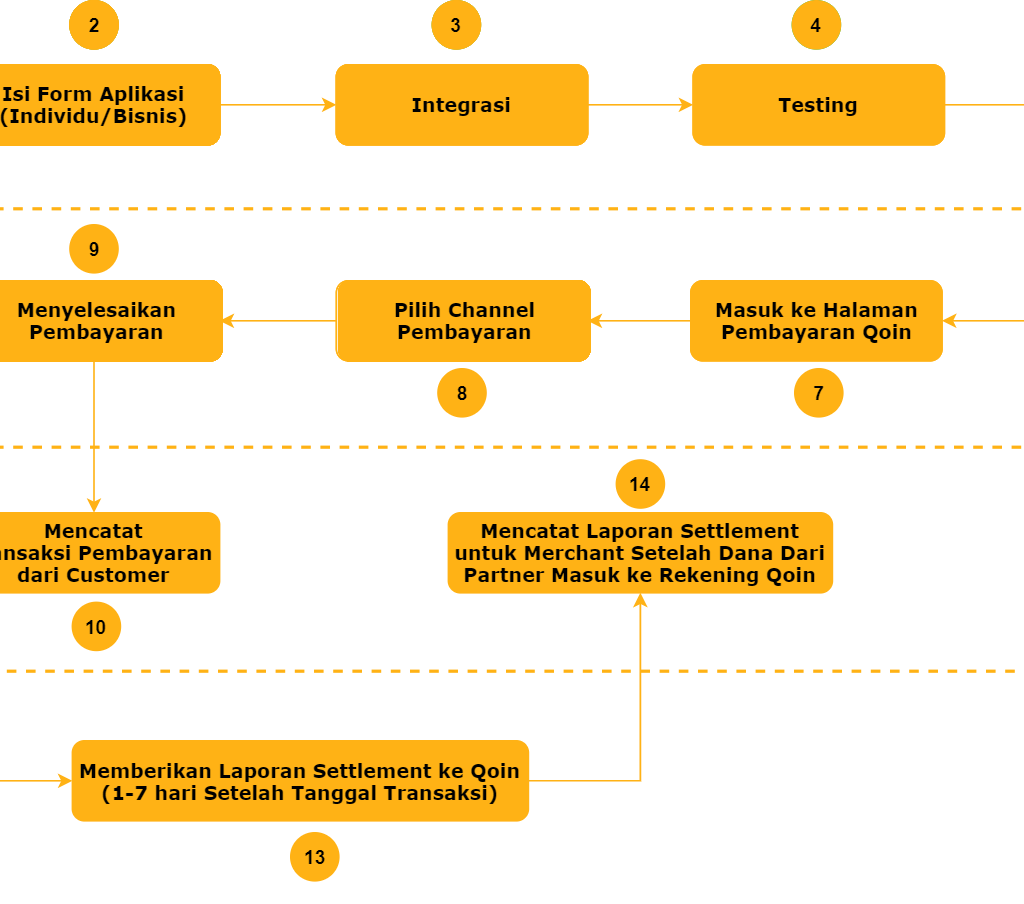 2
3
4
Isi Form Aplikasi
(Individu/Bisnis)
Integrasi
Testing
9
Menyelesaikan
Pembayaran
Pilih Channel
Pembayaran
Masuk ke Halaman
Pembayaran Qoin
8
7
14
Mencatat
Pembayaran
dari Customer
Mencatat Laporan Settlement
untuk Merchant Setelah Dana Dari
Partner Masuk ke Rekening Qoin
10
Memberikan Laporan Settlement ke Qoin
(1-7 hari Setelah Tanggal Transaksi)
13